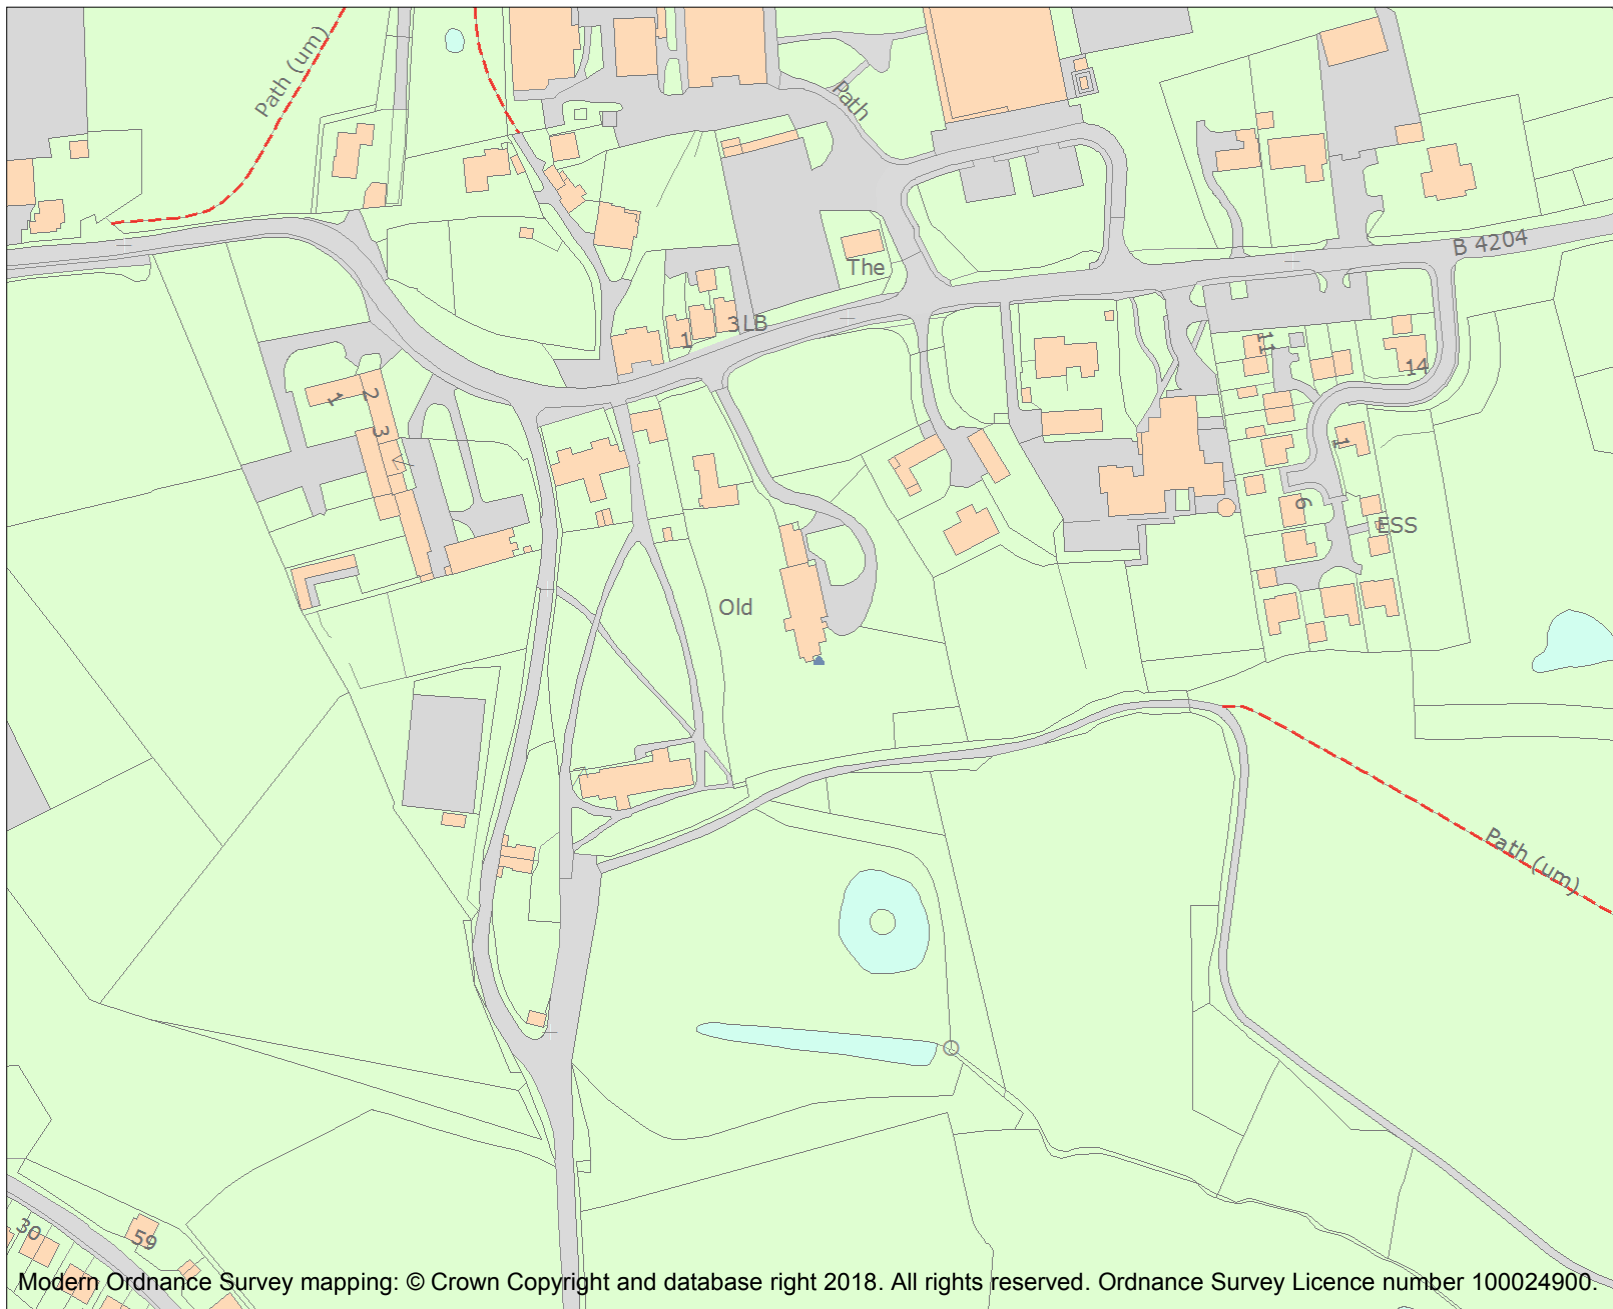 Path (um)
Path
B 4204
The
3 LB
1
11
14
2
1
3
1
6
ESS
Old
Path (um)
30
59
Modern Ordnance Survey mapping: © Crown Copyright and database right 2018. All rights reserved. Ordnance Survey Licence number 100024900.